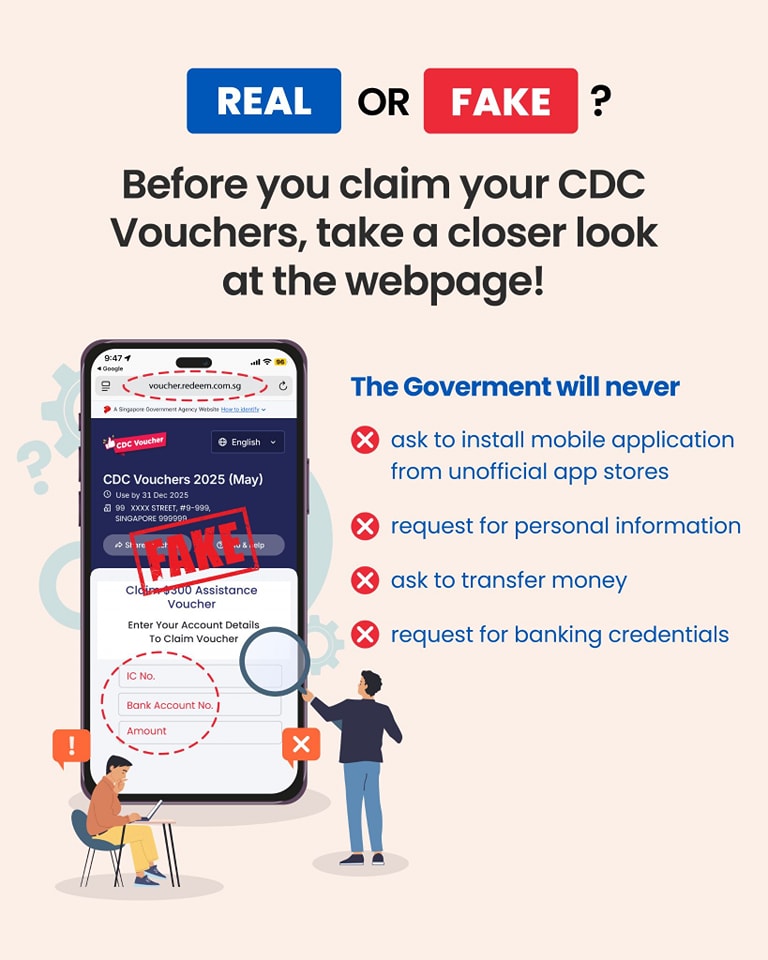 REAL OR FAKE ?
Before you claim your CDC
Vouchers, take a closer look
at the webpage!
9:47
96
Google
voucher.redeem.com.sg
A Singapore Government Agency Website How to identify
CDC Voucher
English
CDC Vouchers 2025 (May)
Use by 31 Dec 2025
99 XXXX STREET, #9-999,
SINGAPORE 999999
FAKE
help
Claim $300 Assistance
Voucher
Enter Your Account Details
To Claim Voucher
IC No.
Bank Account No.
Amount
!
The Goverment will never
ask to install mobile application
from unofficial app stores
request for personal information
ask to transfer money
request for banking credentials